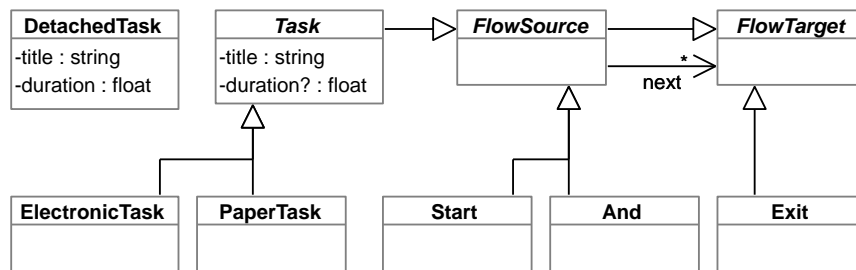 DetachedTask
-title : string
-duration : float
Task
-title : string
-duration? : float
FlowSource
*
next
FlowTarget
ElectronicTask
PaperTask
Start
And
Exit